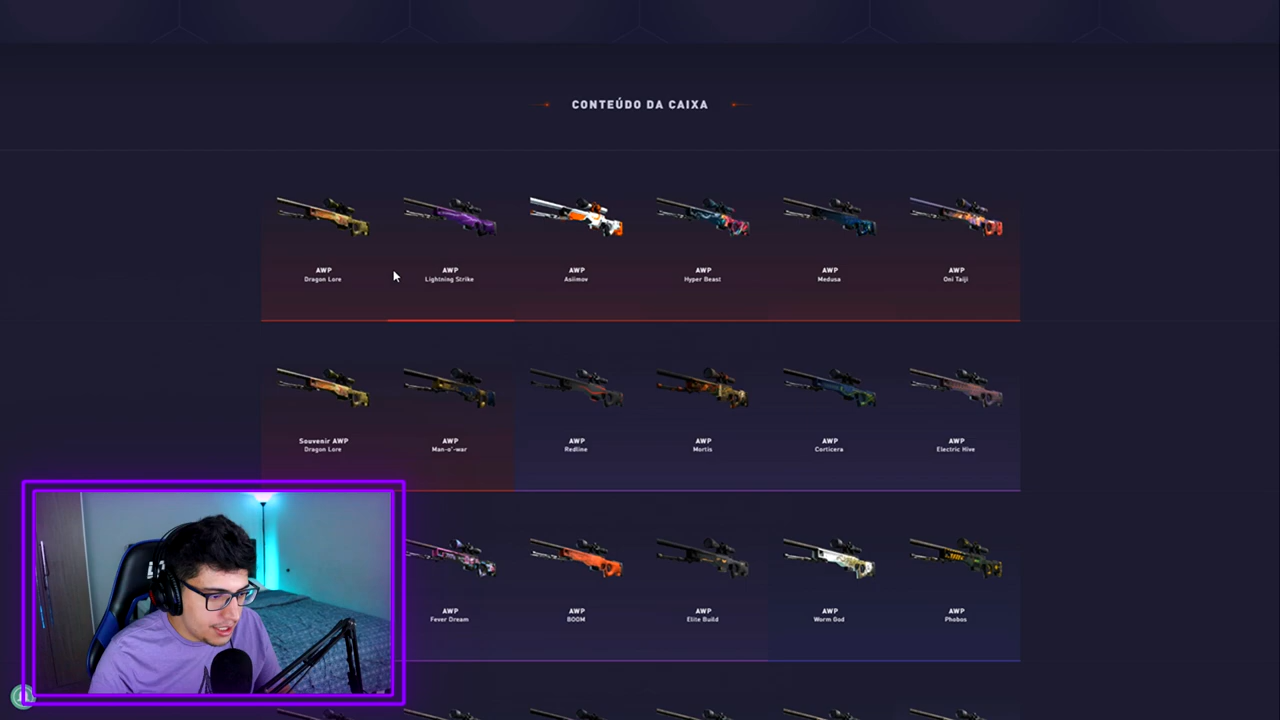 CONTEÚDO DA CAIXA
AWP
Dragon Lore
AWP
Lightning Strike
AWP
Asiimov
AWP
Hyper Beast
AWP
Medusa
AWP
Oni Taiji
Souvenir AWP
Dragon Lore
AWP
Man-o'-war
AWP
Redline
AWP
Mortis
AWP
Corticera
AWP
Electric Hive
AWP
Fever Dream
AWP
BOOM
AWP
Elite Build
AWP
Worm God
AWP
Phobos